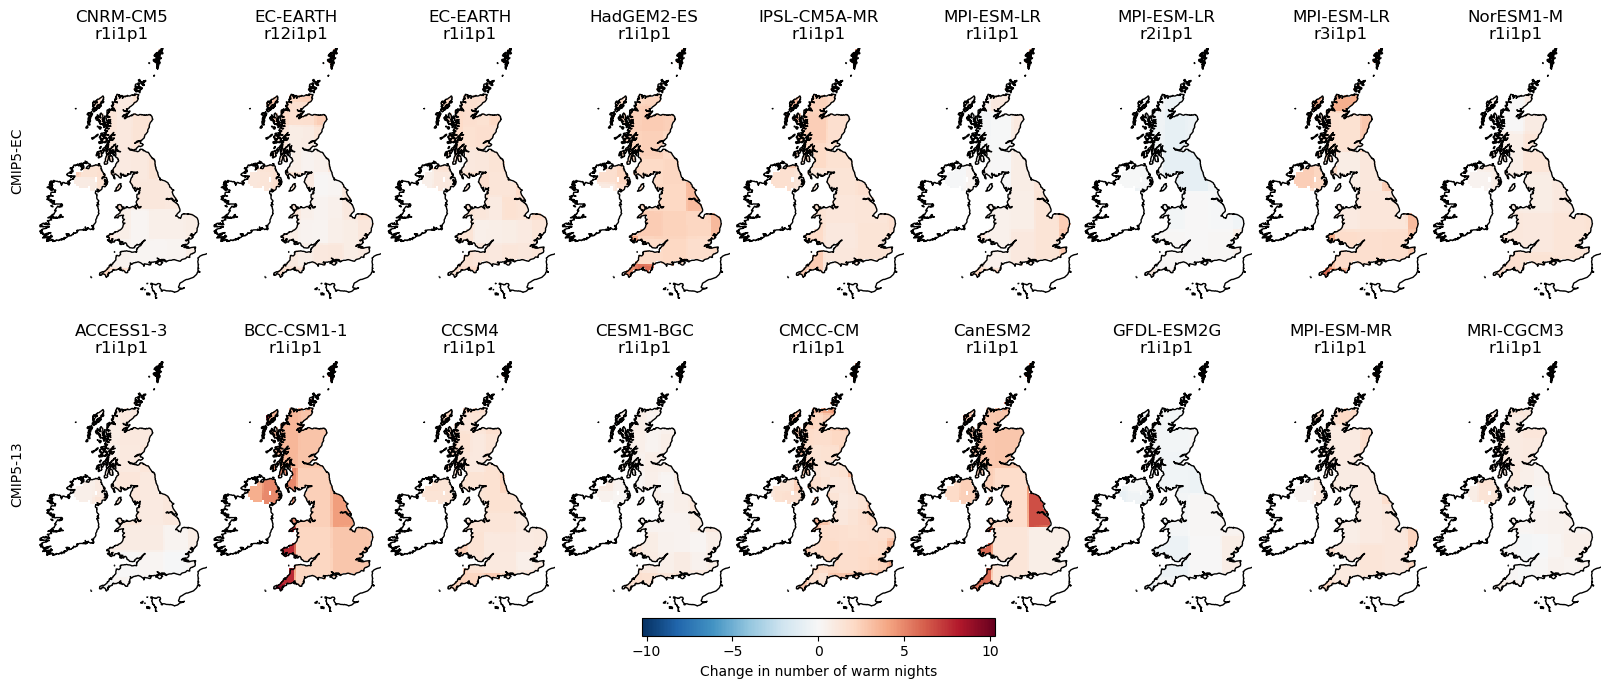 CNRM-CM5
r1i1p1
EC-EARTH
r12i1p1
EC-EARTH
r1i1p1
HadGEM2-ES
r1i1p1
IPSL-CM5A-MR
r1i1p1
MPI-ESM-LR
r1i1p1
MPI-ESM-LR
r2i1p1
MPI-ESM-LR
r3i1p1
NorESM1-M
r1i1p1
CMIP5-EC
ACCESS1-3
r1i1p1
BCC-CSM1-1
r1i1p1
CCSM4
r1i1p1
CESM1-BGC
r1i1p1
CMCC-CM
r1i1p1
CanESM2
r1i1p1
GFDL-ESM2G
r1i1p1
MPI-ESM-MR
r1i1p1
MRI-CGCM3
r1i1p1
CMIP5-13
−10 −5 0 5 10
Change in number of warm nights